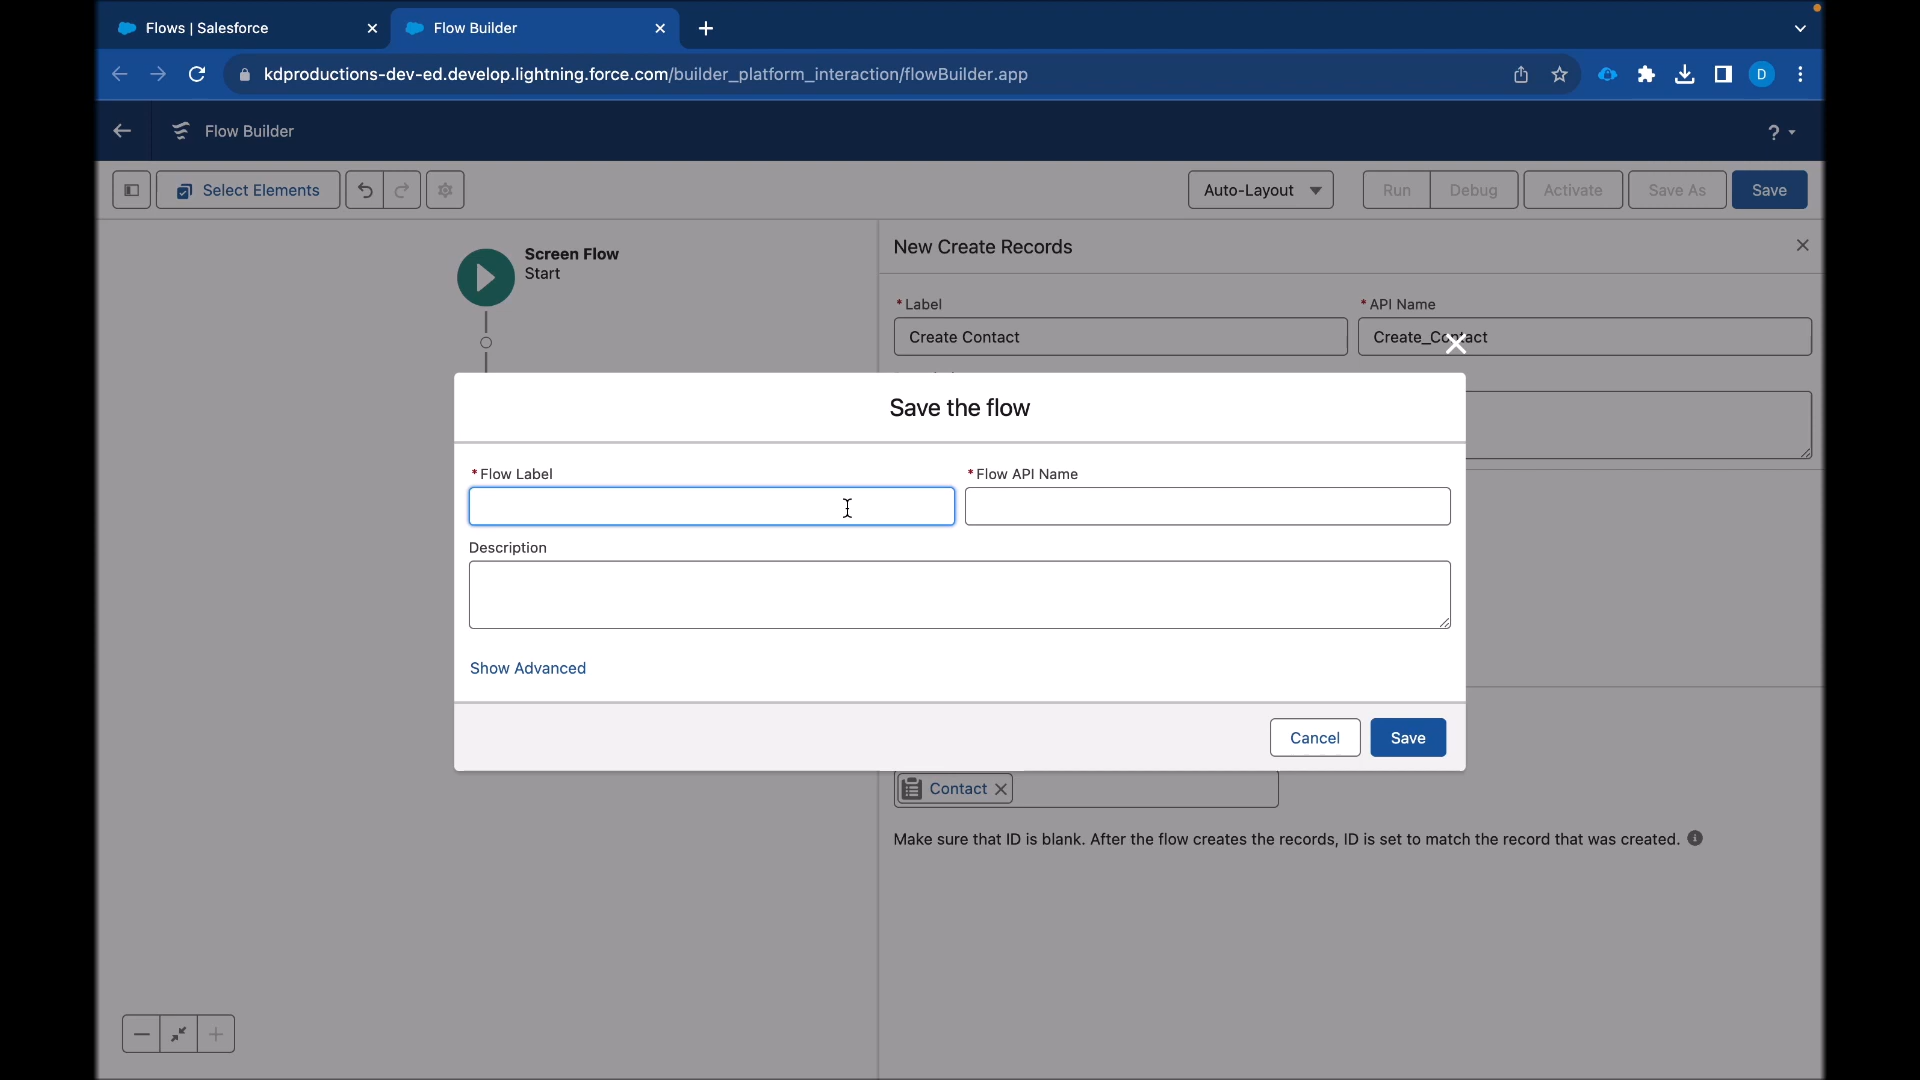 Flows | Salesforce
Flow Builder
kdproductions-dev-ed.develop.lightning.force.com/builder_platform_interaction/flowBuilder.app
D
Flow Builder
?
Select Elements
Auto-Layout
Run
Debug
Activate
Save As
Save
Screen Flow
Start
New Create Records
* Label
* API Name
Create Contact
Create_Contact
Save the flow
* Flow Label
* Flow API Name
Description
Show Advanced
Cancel
Save
Contact
Make sure that ID is blank. After the flow creates the records, ID is set to match the record that was created.